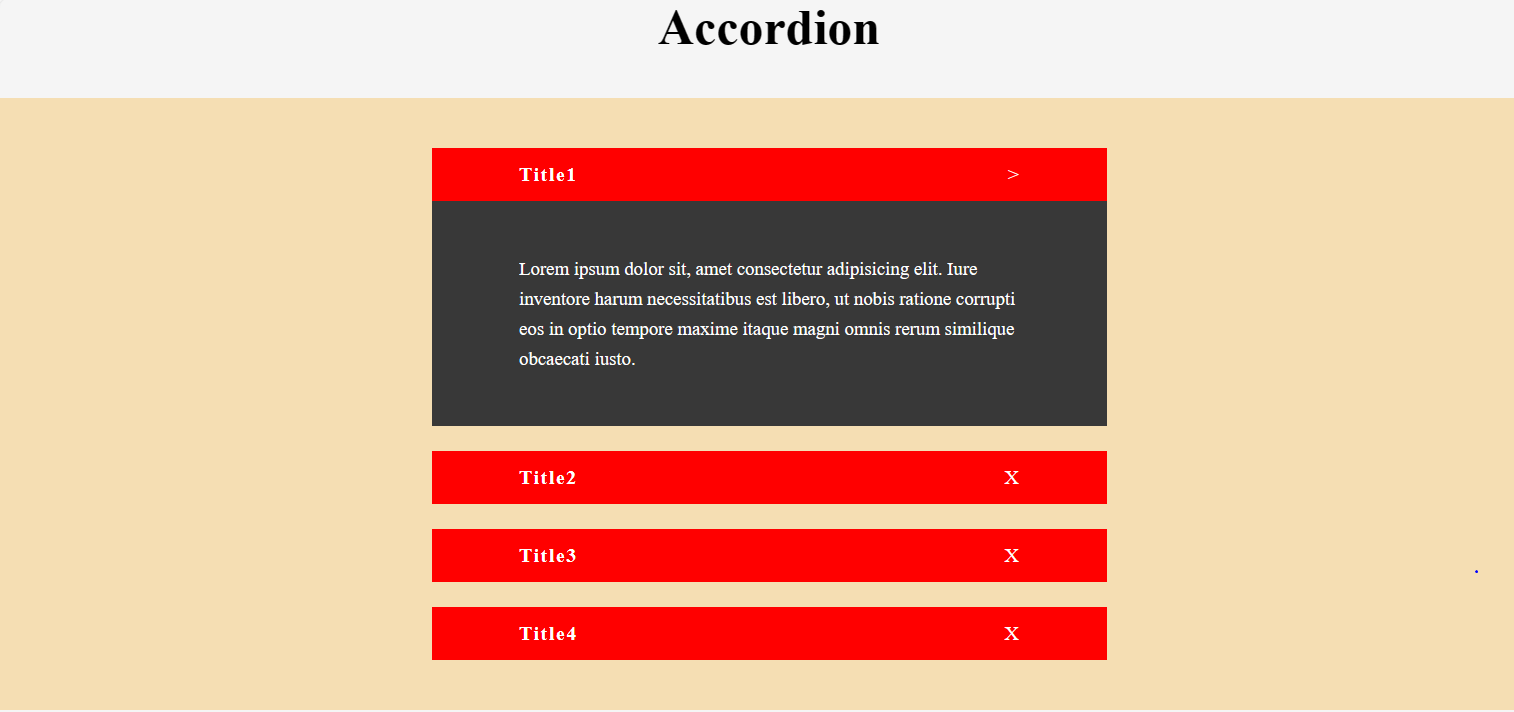 Accordion
Title1 >
Lorem ipsum dolor sit, amet consectetur adipisicing elit. Iure
inventore harum necessitatibus est libero, ut nobis ratione corrupti
eos in optio tempore maxime itaque magni omnis rerum similique
obcaecati iusto.
Title2 X
Title3 X
Title4 X